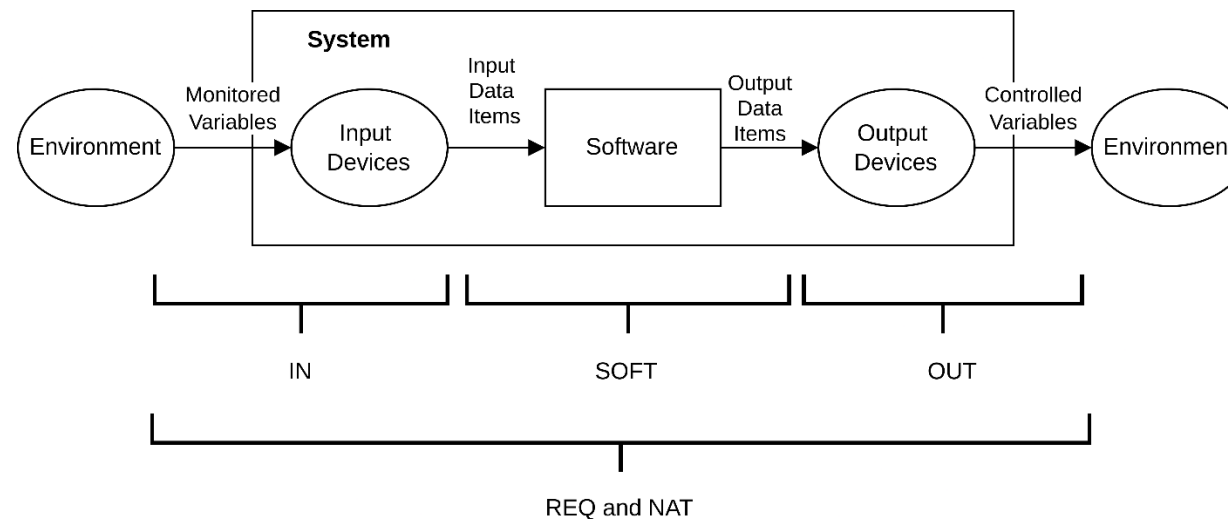 System
Environment
Monitored
Variables
Input
Devices
Input
Data
Items
Software
Output
Data
Items
Output
Devices
Controlled
Variables
Environmen
IN
SOFT
OUT
REQ and NAT